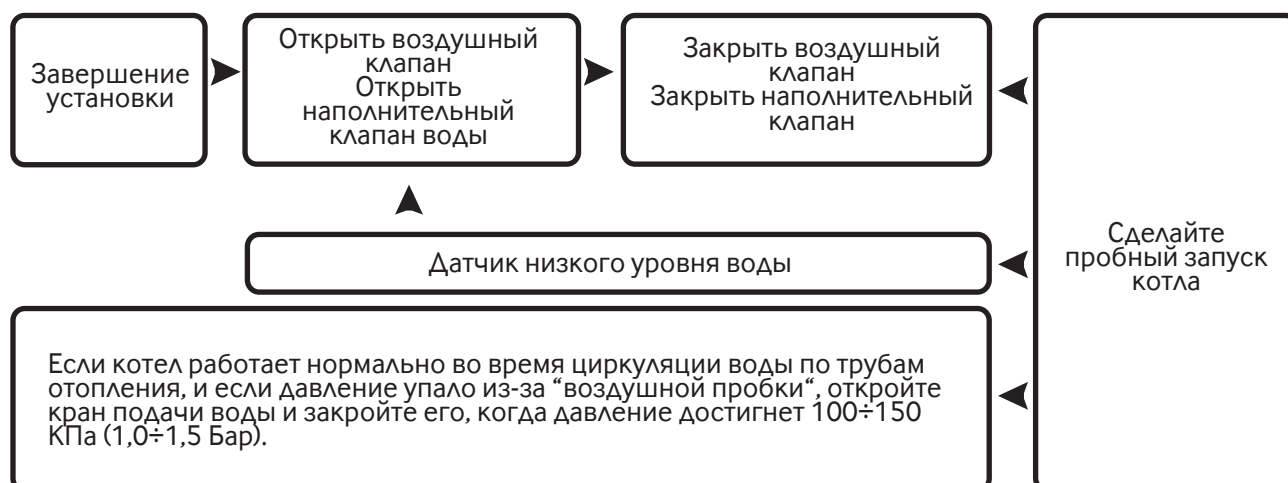 Завершение
установки
Открыть воздушный
клапан
Открыть
наполнительный
клапан воды
Закрыть воздушный
клапан
Закрыть наполнительный
клапан
Датчик низкого уровня воды
Сделайте
пробный запуск
котла
Если котел работает нормально во время циркуляции воды по трубам
отопления, и если давление упало из-за “воздушной пробки“, откройте
кран подачи воды и закройте его, когда давление достигнет 100÷150
КПа (1,0÷1,5 Бар).